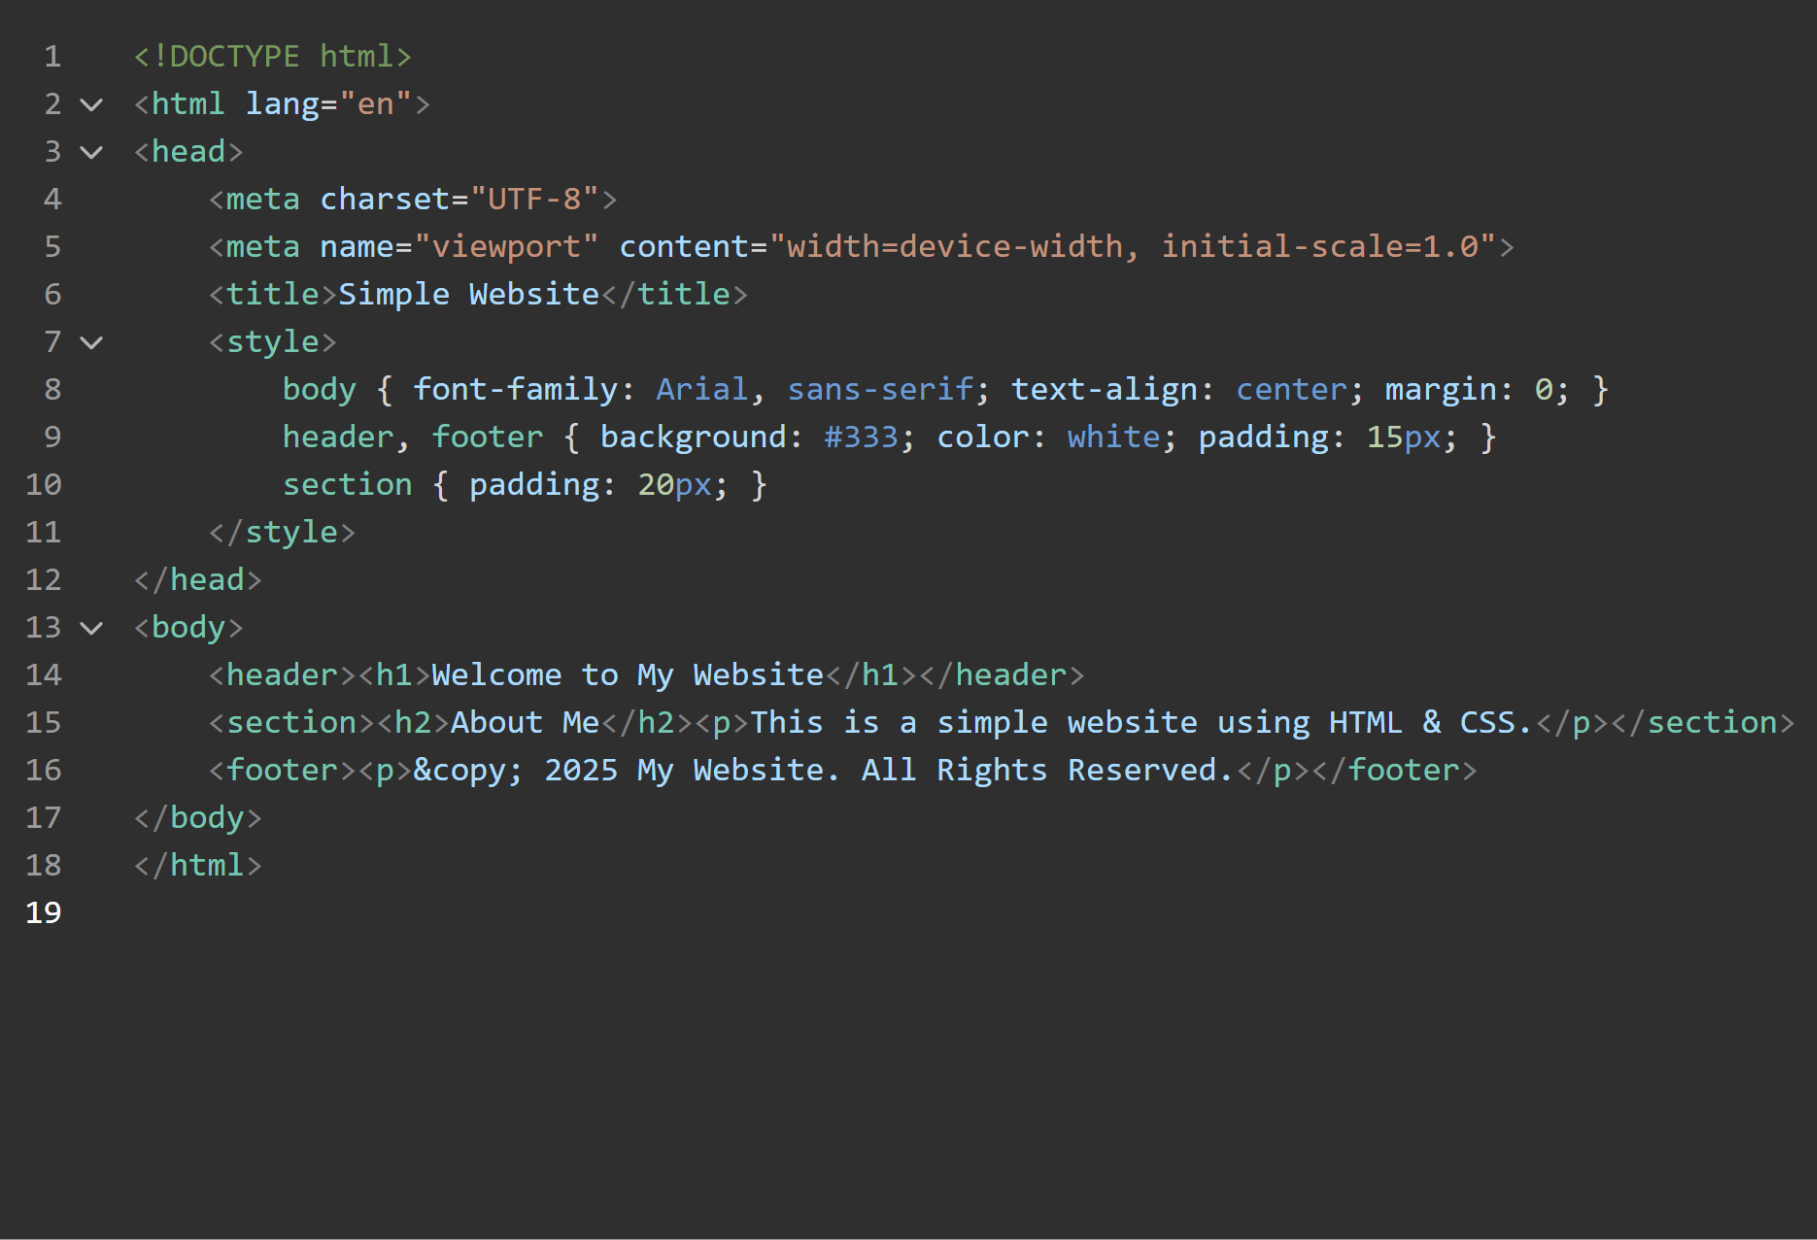 1 <!DOCTYPE html>
2 <html lang="en">
3 <head>
4     <meta charset="UTF-8">
5     <meta name="viewport" content="width=device-width, initial-scale=1.0">
6     <title>Simple Website</title>
7     <style>
8         body { font-family: Arial, sans-serif; text-align: center; margin: 0; }
9         header, footer { background: #333; color: white; padding: 15px; }
10         section { padding: 20px; }
11     </style>
12 </head>
13 <body>
14     <header><h1>Welcome to My Website</h1></header>
15     <section><h2>About Me</h2><p>This is a simple website using HTML & CSS.</p></section>
16     <footer><p>&copy; 2025 My Website. All Rights Reserved.</p></footer>
17 </body>
18 </html>
19